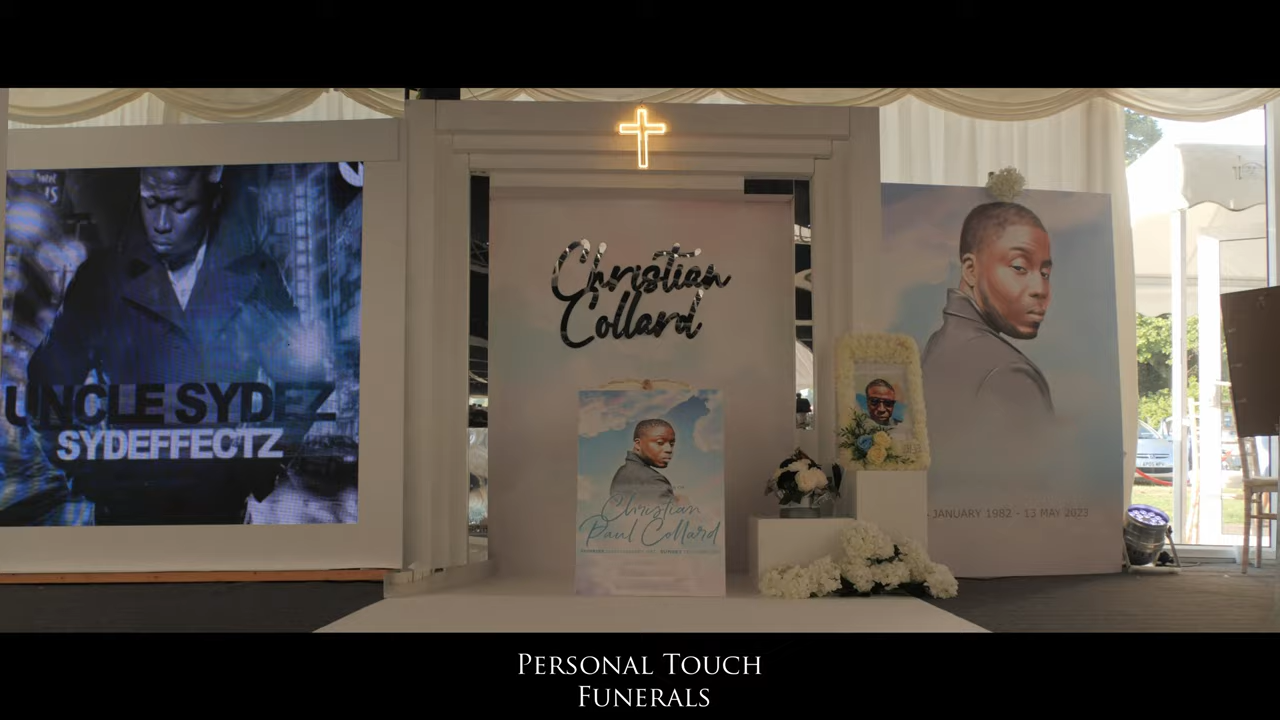 UNCLE SYDEZ
SYDEFFECTZ
Christian
Collard
Christian
Paul Collard
JANUARY 1982 - 13 MAY 2023
PERSONAL TOUCH
FUNERALS